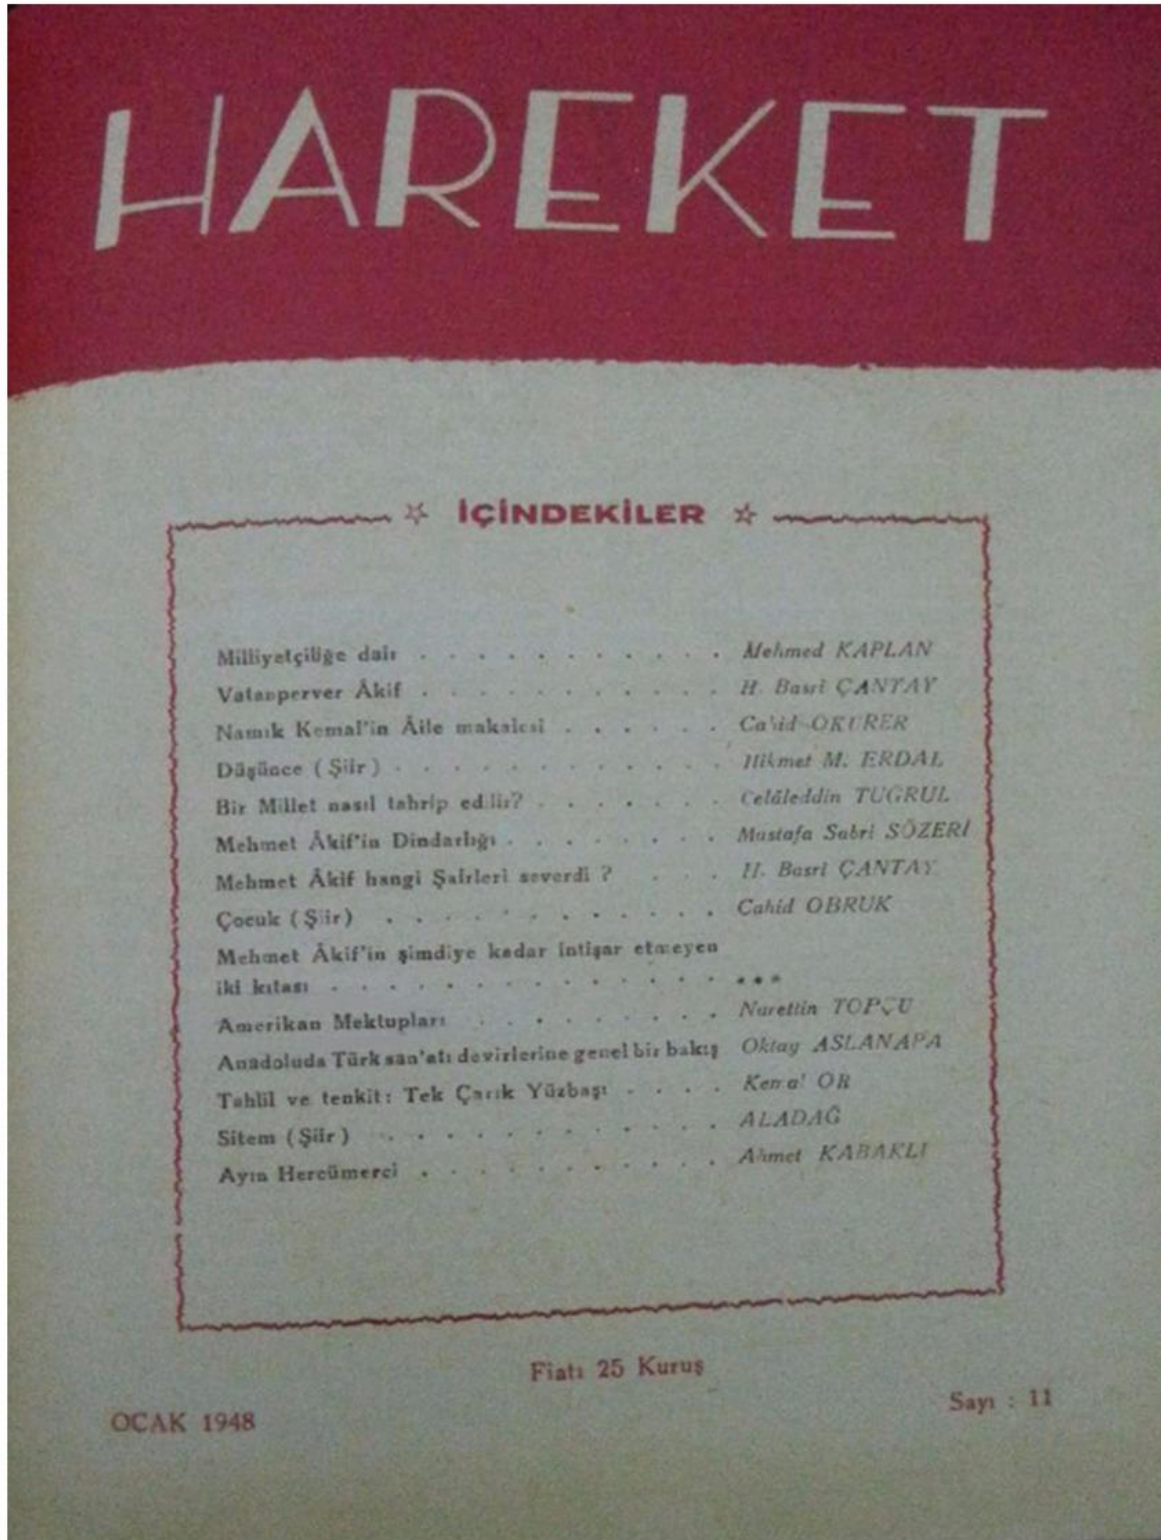 HAREKET
İÇİNDEKİLER
Milliyetçiliğe dair . . . . . . . . . . . Mehmed KAPLAN
Vatanperver Âkif . . . . . . . . . . . H. Basri ÇANTAY
Namık Kemal'in Âile makalesi . . . . . . Cahid OKURER
Düşünce (Şiir) . . . . . . . . . . . . Hikmet M. ERDAL
Bir Millet nasıl tahrip edilir? . . . . . . . Celâleddin TUĞRUL
Mehmet Âkif'in Dindarlığı . . . . . . . . Mustafa Sabri SÖZERİ
Mehmet Âkif hangi Şairleri severdi ? . . . H. Basri ÇANTAY
Çocuk (Şiir) . . . . . . . . . . . . Cahid OBRUK
Mehmet Âkif'in şimdiye kadar intişar etmeyen
iki kıtası . . . . . . . . . . . . . . * * *
Amerikan Mektupları . . . . . . . . . Nurettin TOPÇU
Anadoluda Türk san'atı devirlerine genel bir bakış Oktay ASLANAPA
Tahlil ve tenkit: Tek Çarık Yüzbaşı . . . . Kemal OR
Sitem (Şiir) . . . . . . . . . . . . ALADAĞ
Ayın Hercümerci . . . . . . . . . . . Ahmet KABAKLI
Fiatı 25 Kuruş
Sayı : 11
OCAK 1948